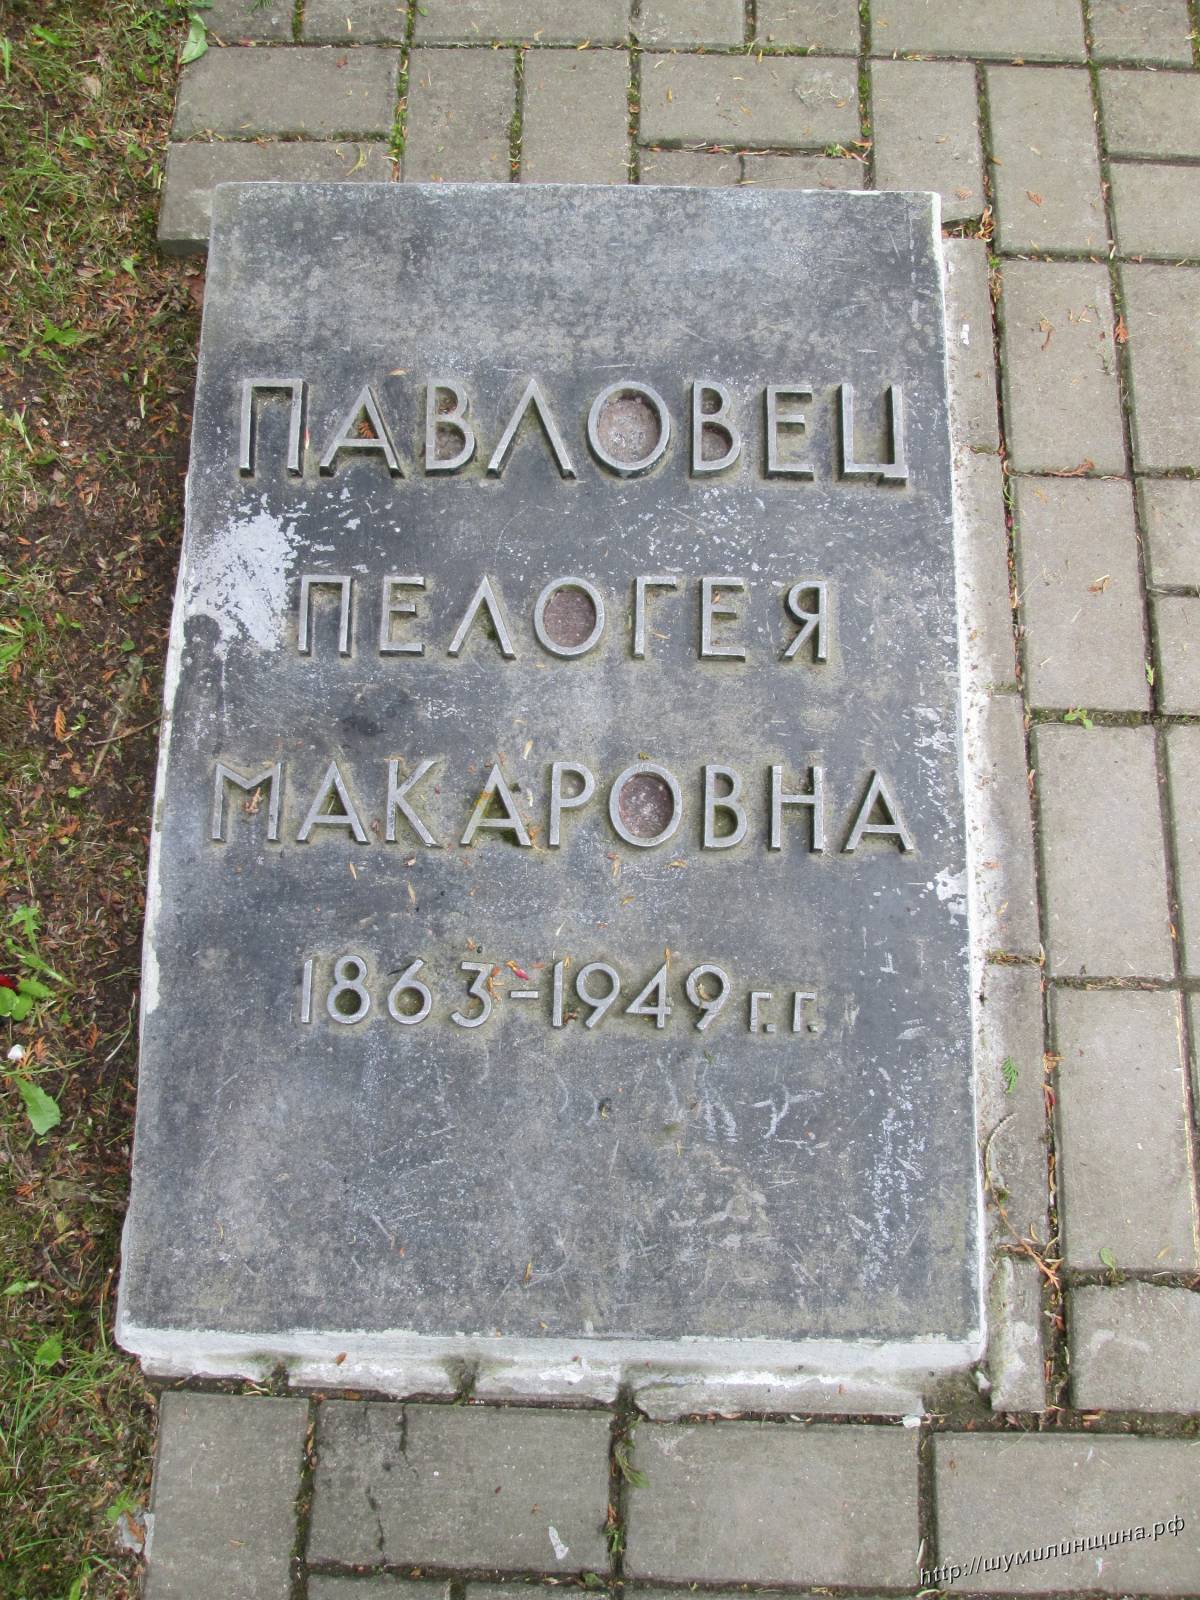 ПАВЛОВЕЦ
ПЕЛОГЕЯ
МАКАРОВНА
1863-1949 г.г.
http://шумилинщина.рф